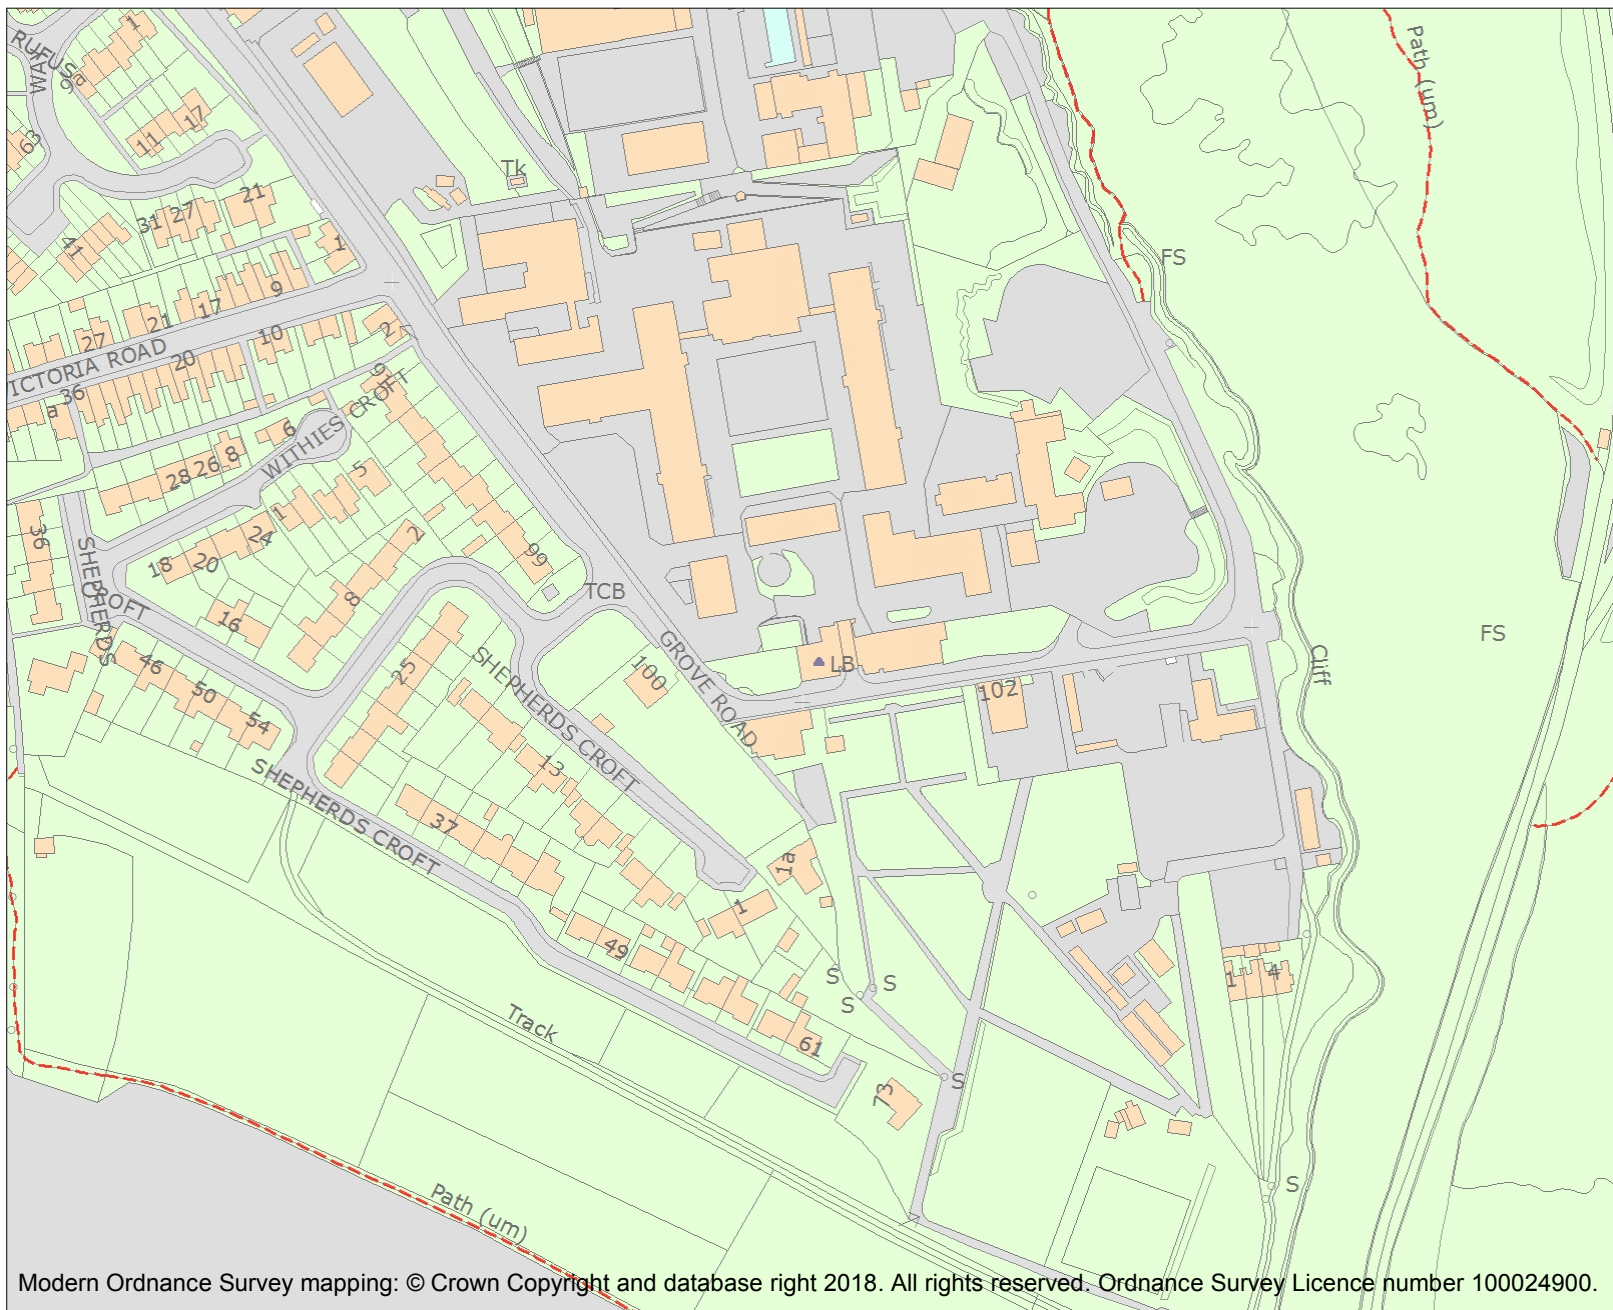 RUFUS
WAY
1
9a
Path (um)
11
17
63
Tk
21
31
27
41
1
FS
9
17
21
27
10
2
VICTORIA ROAD
20
36
a
9
WITHIES CROFT
6
8
26
28
5
1
24
36
18
20
2
99
8
TCB
SHEPHERDS
CROFT
16
GROVE ROAD
FS
46
25
SHEPHERDS CROFT
100
LB
Cliff
50
102
54
13
SHEPHERDS CROFT
37
1a
1
49
S
S
S
1
4
Track
61
73
S
S
Path (um)
Modern Ordnance Survey mapping: © Crown Copyright and database right 2018. All rights reserved. Ordnance Survey Licence number 100024900.